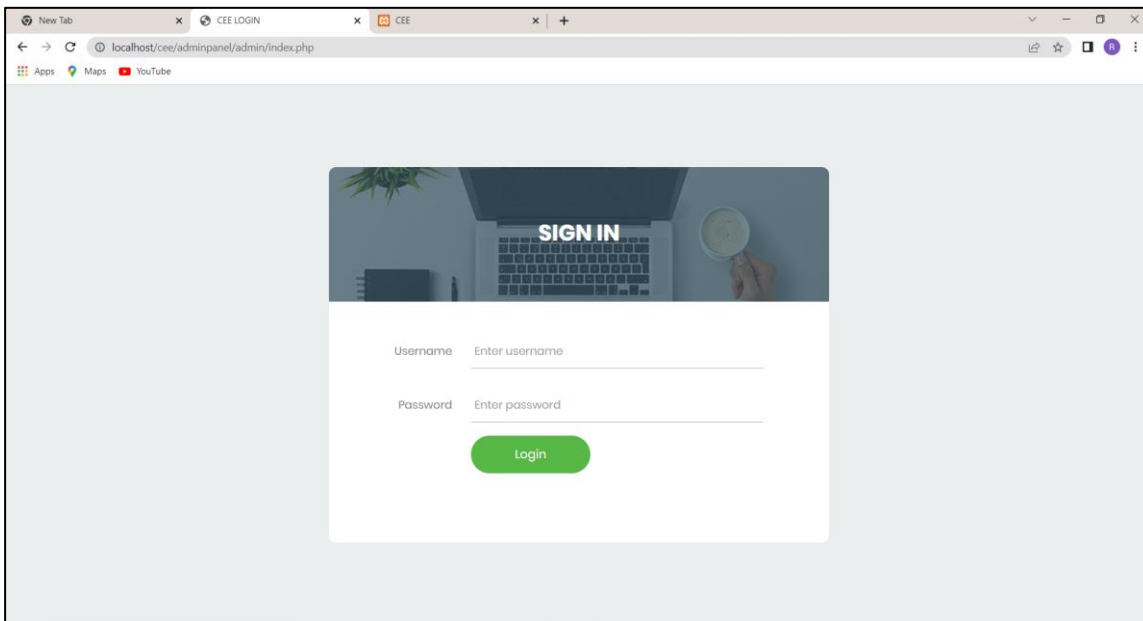 New Tab
CEE LOGIN
CEE
localhost/cee/adminpanel/admin/index.php
R
Apps
Maps
YouTube
SIGN IN
Username
Enter username
Password
Enter password
Login